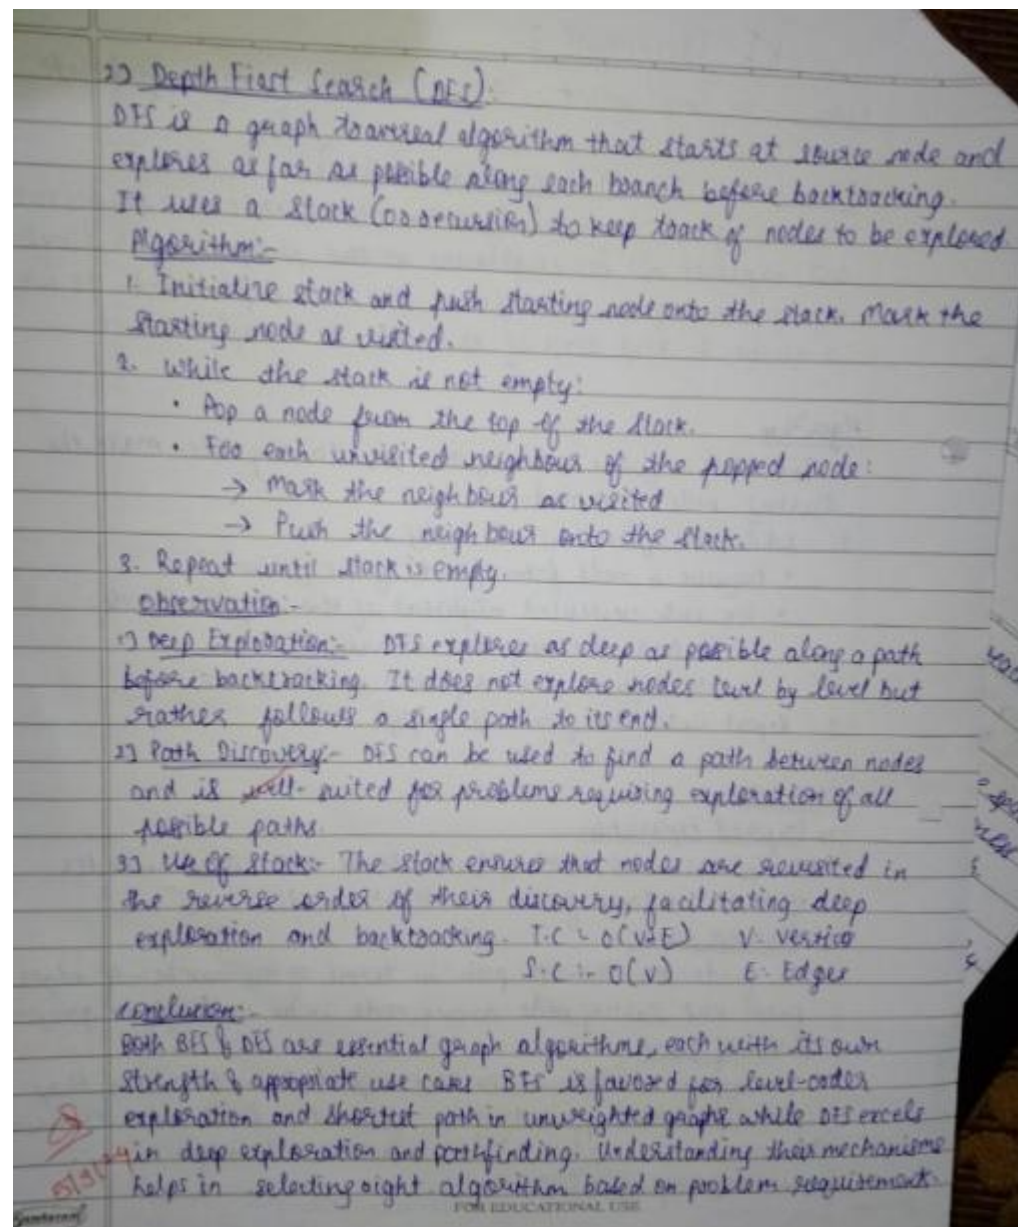 2) Depth First Search (DFS):
DFS is a graph traversal algorithm that starts at source node and
explores as far as possible along each branch before backtracking.
It uses a stack (or recursion) to keep track of nodes to be explored
Algorithm:-
1. Initialize stack and push starting node onto the stack. Mark the
starting node as visited.
2. While the stack is not empty:
• Pop a node from the top of the stack.
• For each unvisited neighbour of the popped node:
→ Mark the neighbour as visited
→ Push the neighbour onto the stack.
3. Repeat until stack is empty.
Observation:-
1) Deep Exploration:- DFS explores as deep as possible along a path
before backtracking. It does not explore nodes level by level but
rather follows a single path to its end.
2) Path Discovery:- DFS can be used to find a path between nodes
and is well-suited for problems requiring exploration of all
possible paths.
3) Use of Stack:- The stack ensures that nodes are revisited in
the reverse order of their discovery, facilitating deep
exploration and backtracking. T.C :- O(V+E) V- Vertice
S.C :- O(V) E- Edges
Conclusion:-
Both BFS & DFS are essential graph algorithms, each with its own
strength & appropriate use cases BFS is favored for level-order
exploration and shortest path in unweighted graphs while DFS excels
in deep exploration and pathfinding. Understanding their mechanisms
helps in selecting right algorithm based on problem requirement.
FOR EDUCATIONAL USE
Sundaram